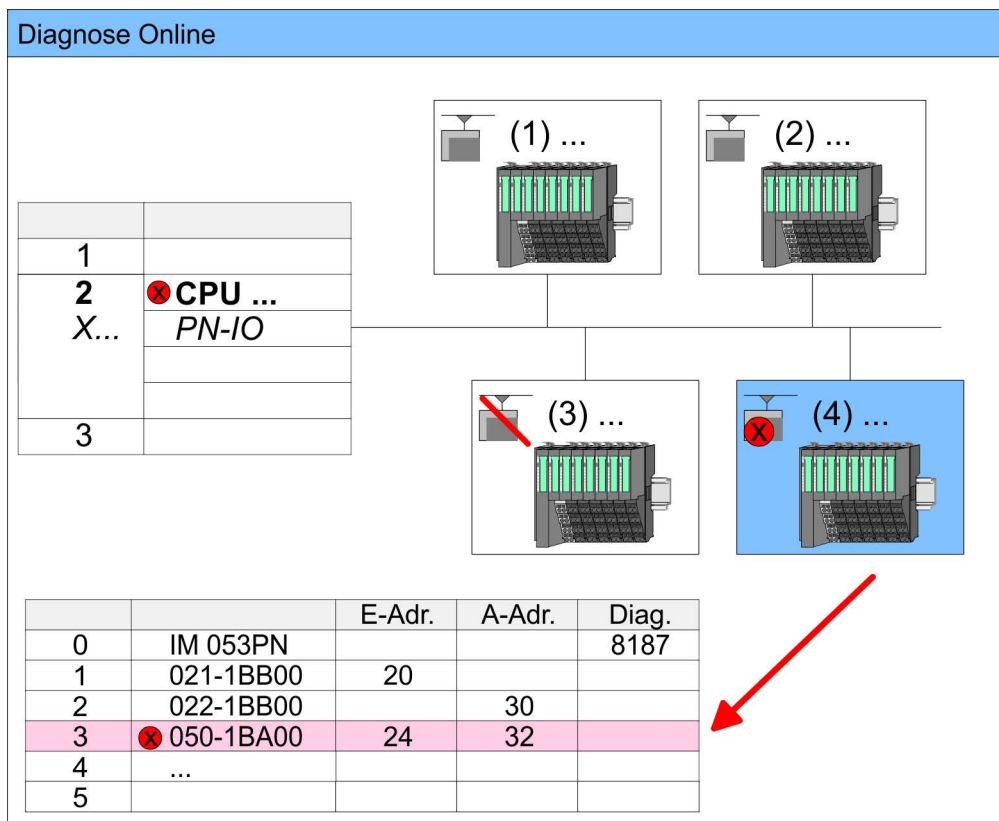 Diagnose Online
(1) ...
(2) ...
1
2 X CPU ...
X... PN-IO
3
(3) ...
X (4) ...
E-Adr. A-Adr. Diag.
0 IM 053PN 8187
1 021-1BB00 20
2 022-1BB00 30
3 X 050-1BA00 24 32
4 ...
5